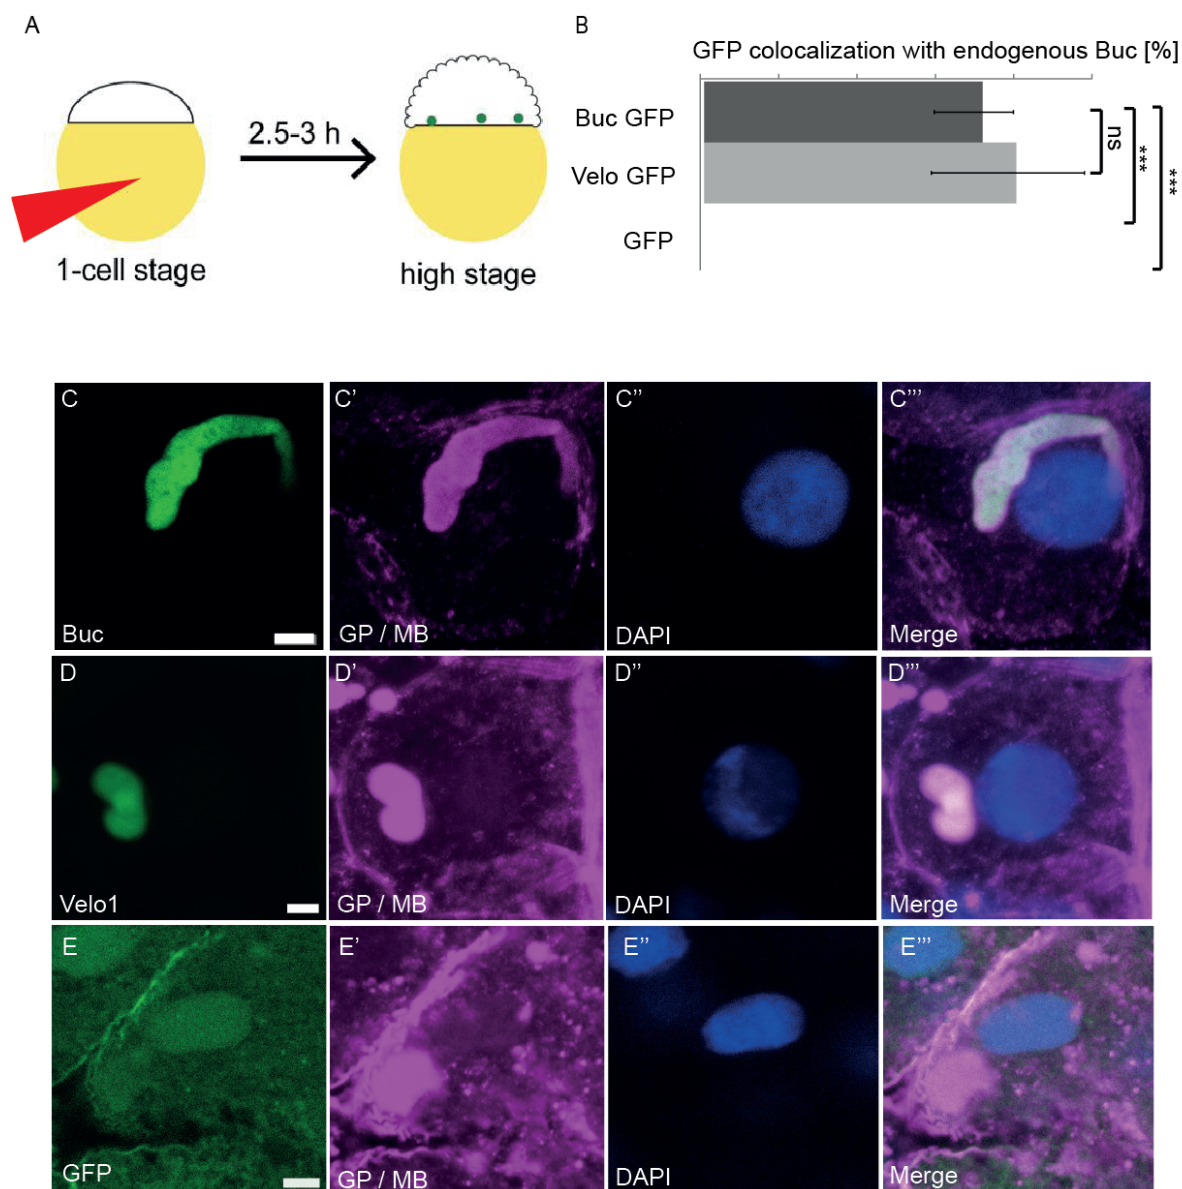 A
2.5-3 h
1-cell stage
high stage
B
GFP colocalization with endogenous Buc [%]
Buc GFP
Velo GFP
GFP
ns
***
***
C
Buc
C'
GP / MB
C''
DAPI
C'''
Merge
D
Velo1
D'
GP / MB
D''
DAPI
D'''
Merge
E
GFP
E'
GP / MB
E''
DAPI
E'''
Merge